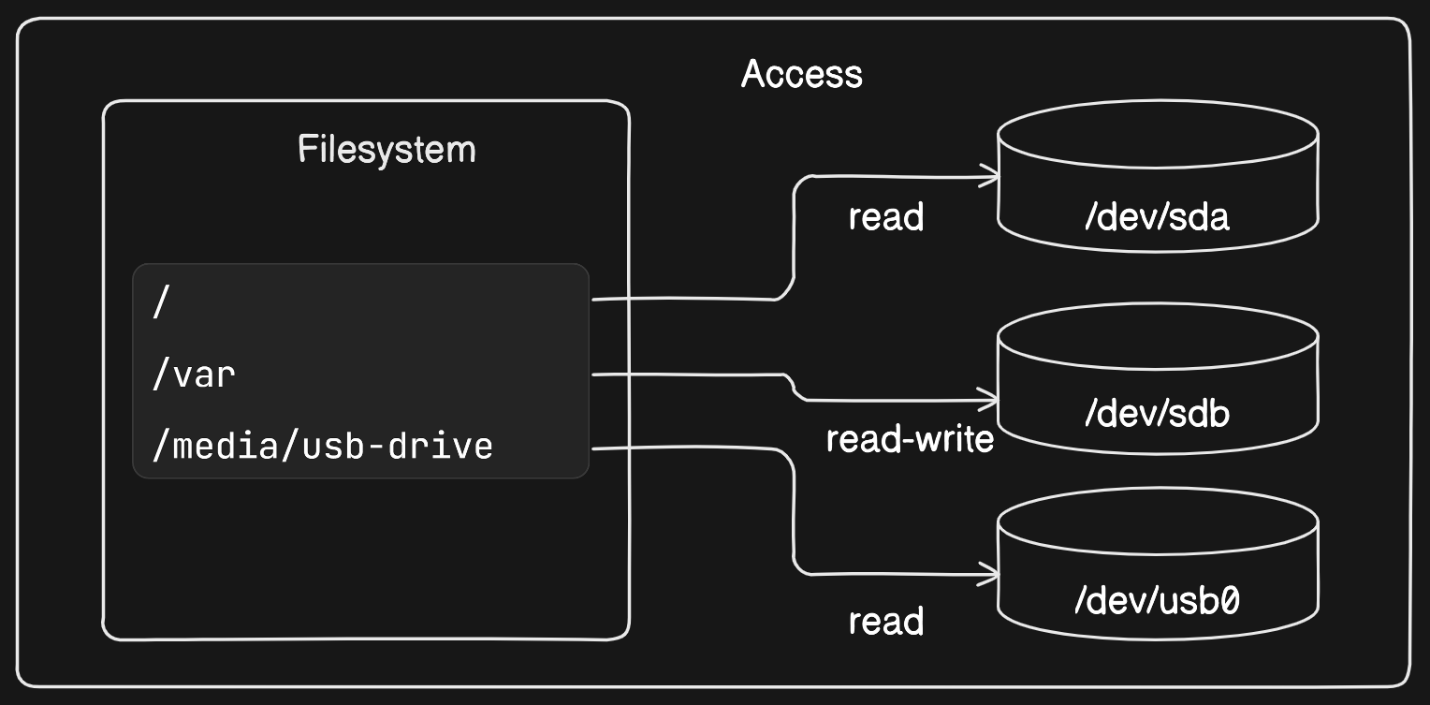 Access
Filesystem
/
/var
/media/usb-drive
read
/dev/sda
read-write
/dev/sdb
read
/dev/usb0